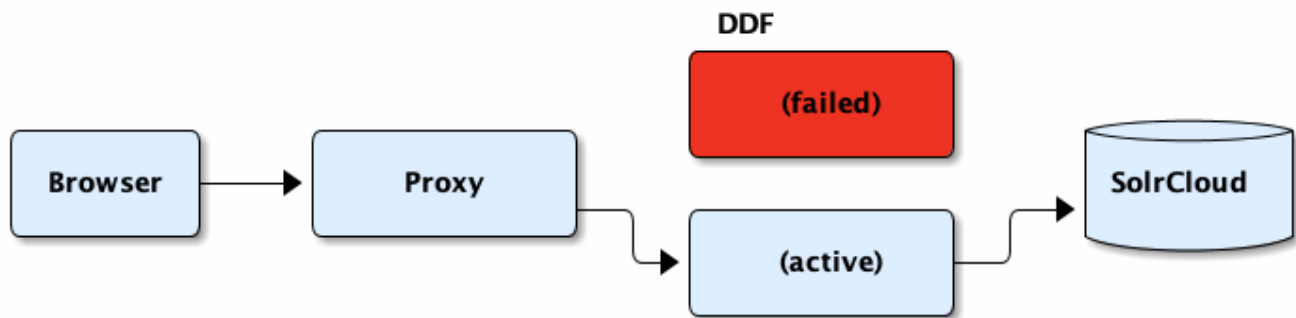 DDF
(failed)
Browser
Proxy
SolrCloud
(active)